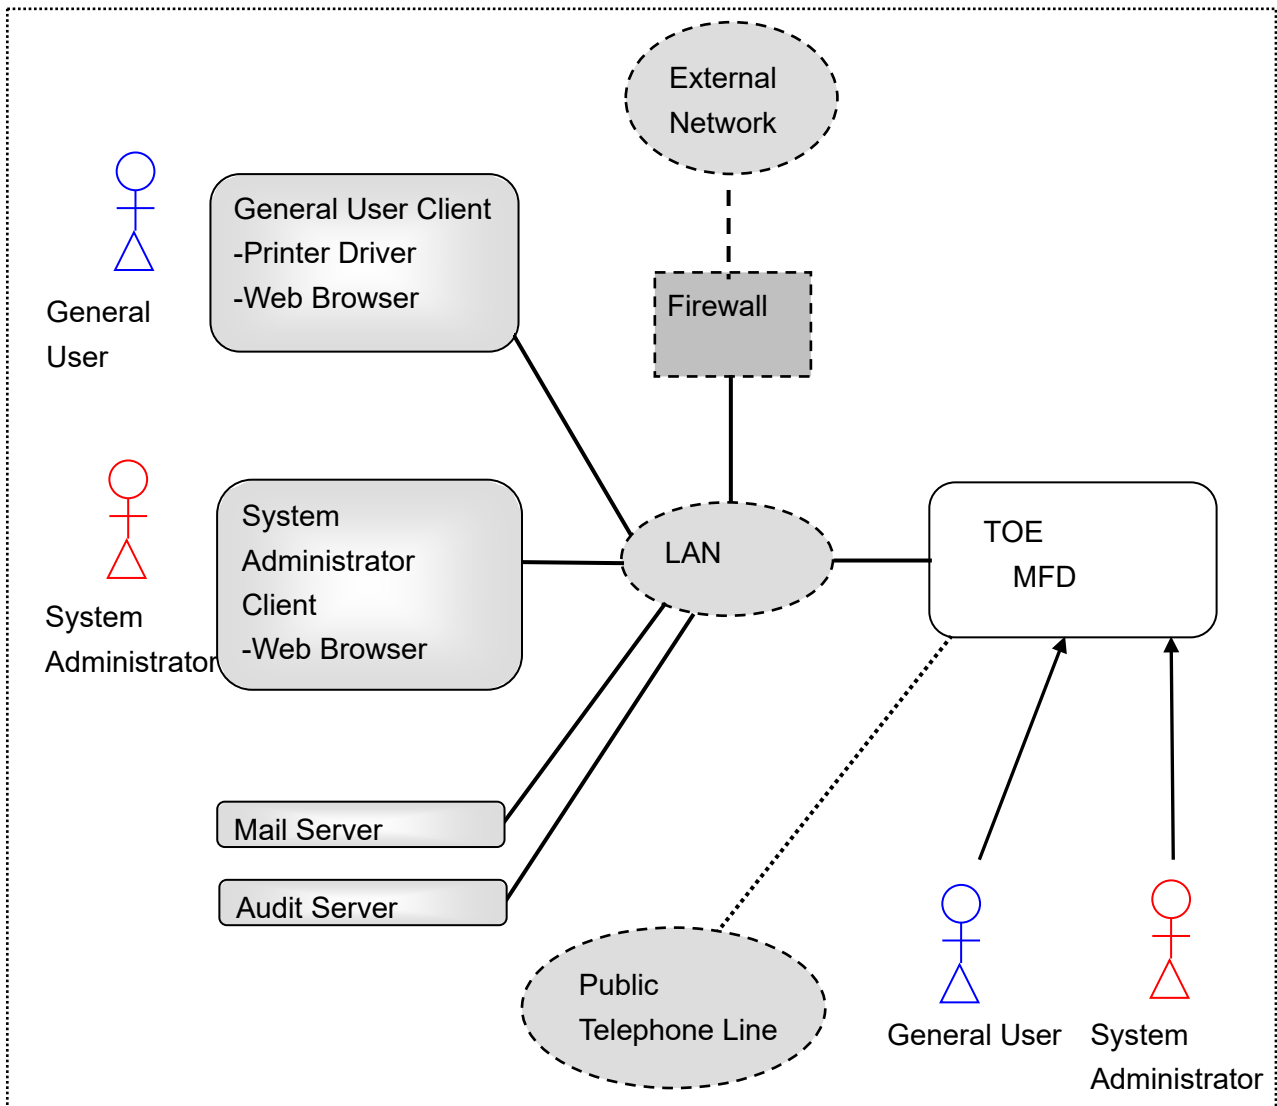 External
Network
General User Client
-Printer Driver
-Web Browser
General
User
Firewall
System
Administrator
Client
-Web Browser
System
Administrator
LAN
TOE
MFD
Mail Server
Audit Server
Public
Telephone Line
General User
System
Administrator